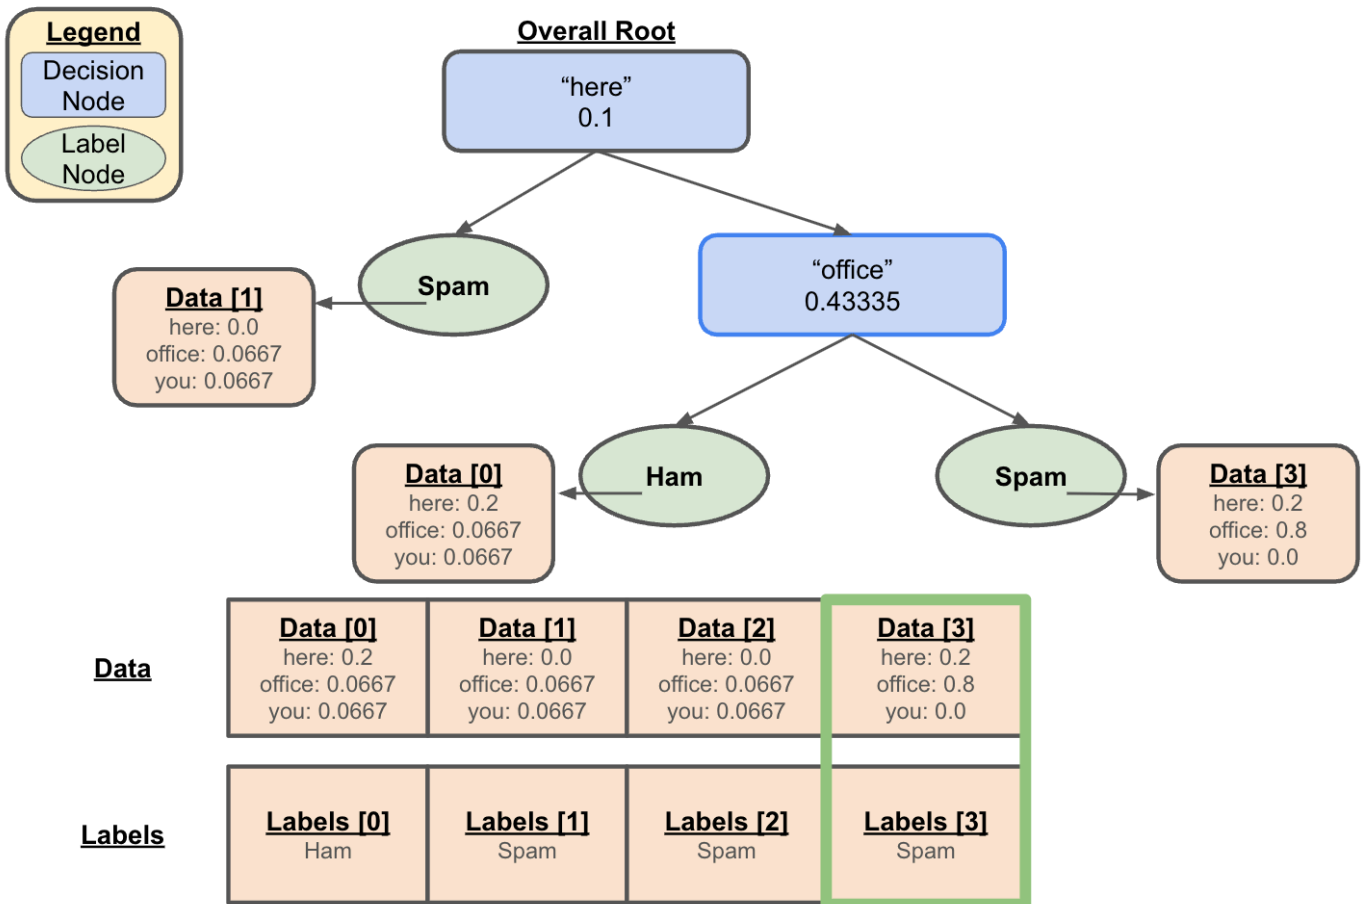 Legend
Decision
Node
Label
Node
Overall Root
“here”
0.1
Spam
“office”
0.43335
Data [1]
here: 0.0
office: 0.0667
you: 0.0667
Data [0]
here: 0.2
office: 0.0667
you: 0.0667
Ham
Spam
Data [3]
here: 0.2
office: 0.8
you: 0.0
Data
Data [0]
here: 0.2
office: 0.0667
you: 0.0667
Data [1]
here: 0.0
office: 0.0667
you: 0.0667
Data [2]
here: 0.0
office: 0.0667
you: 0.0667
Data [3]
here: 0.2
office: 0.8
you: 0.0
Labels
Labels [0]
Ham
Labels [1]
Spam
Labels [2]
Spam
Labels [3]
Spam